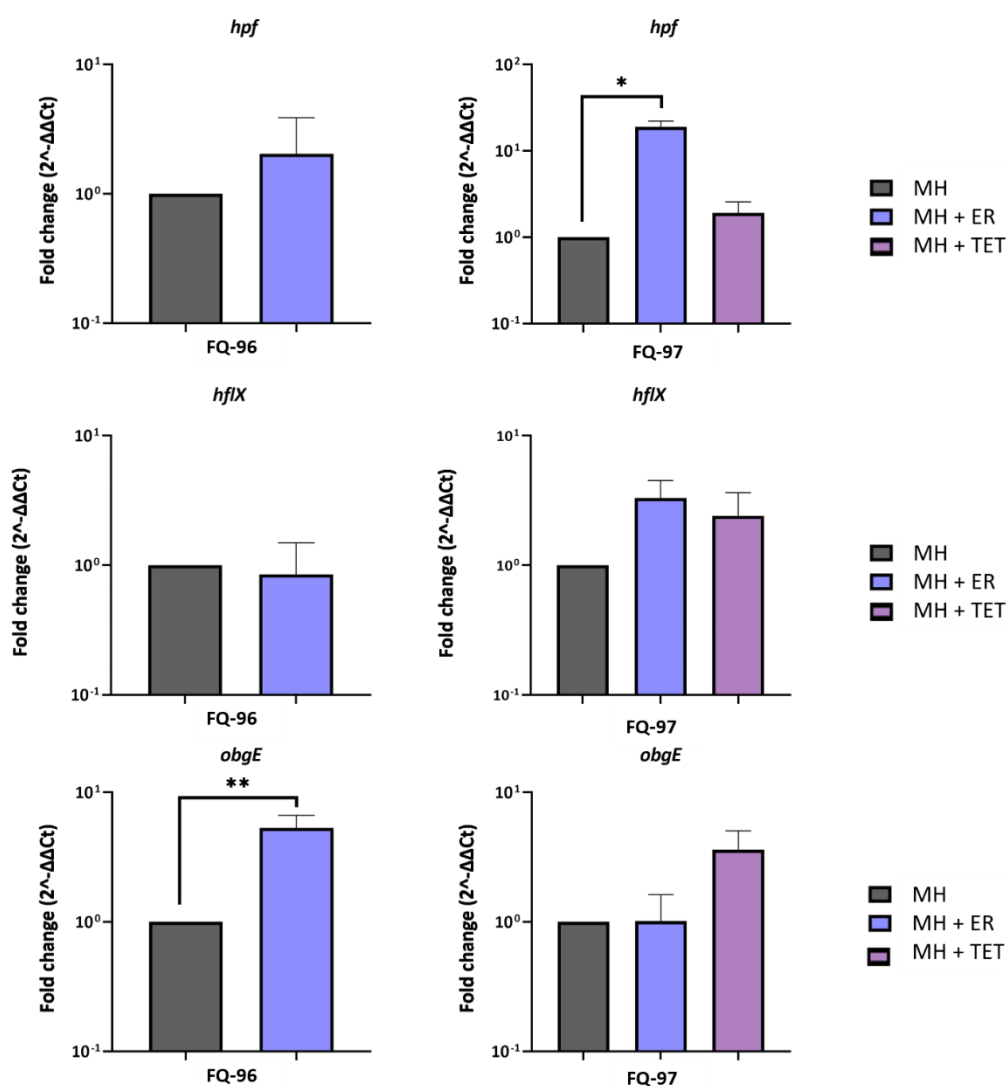 hpf
Fold change (2^-ΔΔCt)
10¹
10⁰
10⁻¹
FQ-96
hpf
*
Fold change (2^-ΔΔCt)
10²
10¹
10⁰
10⁻¹
FQ-97
MH
MH + ER
MH + TET
hflX
Fold change (2^-ΔΔCt)
10¹
10⁰
10⁻¹
FQ-96
hflX
Fold change (2^-ΔΔCt)
10¹
10⁰
10⁻¹
FQ-97
MH
MH + ER
MH + TET
obgE
**
Fold change (2^-ΔΔCt)
10¹
10⁰
10⁻¹
FQ-96
obgE
Fold change (2^-ΔΔCt)
10¹
10⁰
10⁻¹
FQ-97
MH
MH + ER
MH + TET